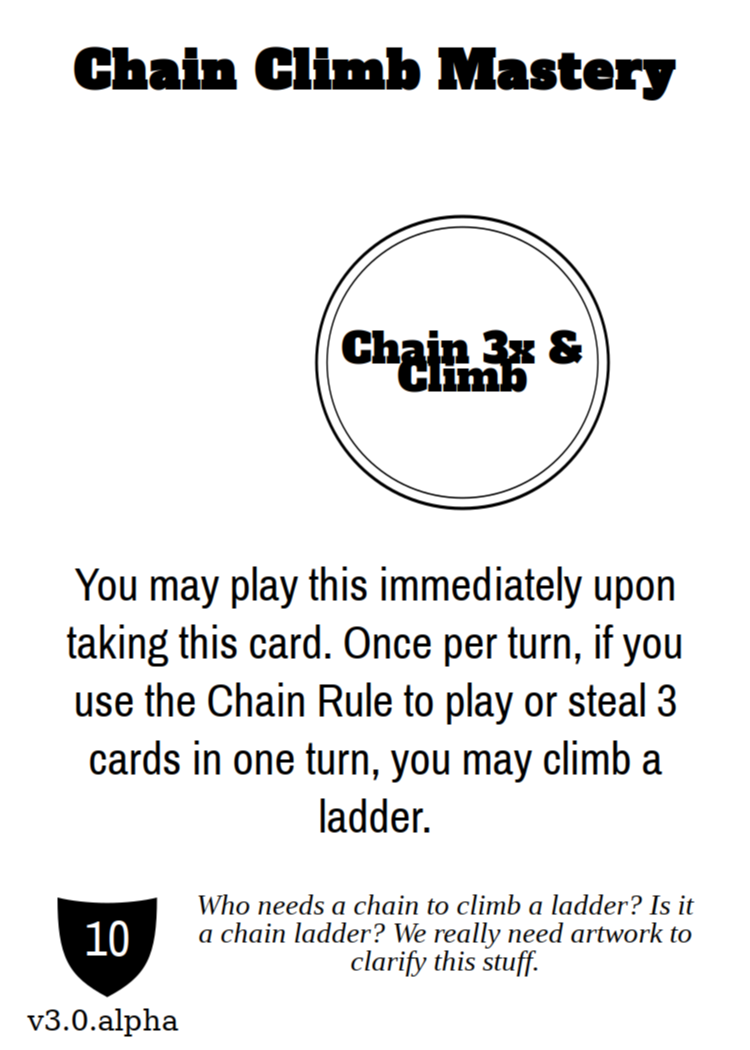 Chain Climb Mastery
Chain 3x &
Climb
You may play this immediately upon
taking this card. Once per turn, if you
use the Chain Rule to play or steal 3
cards in one turn, you may climb a
ladder.
10
Who needs a chain to climb a ladder? Is it
a chain ladder? We really need artwork to
clarify this stuff.
v3.0.alpha